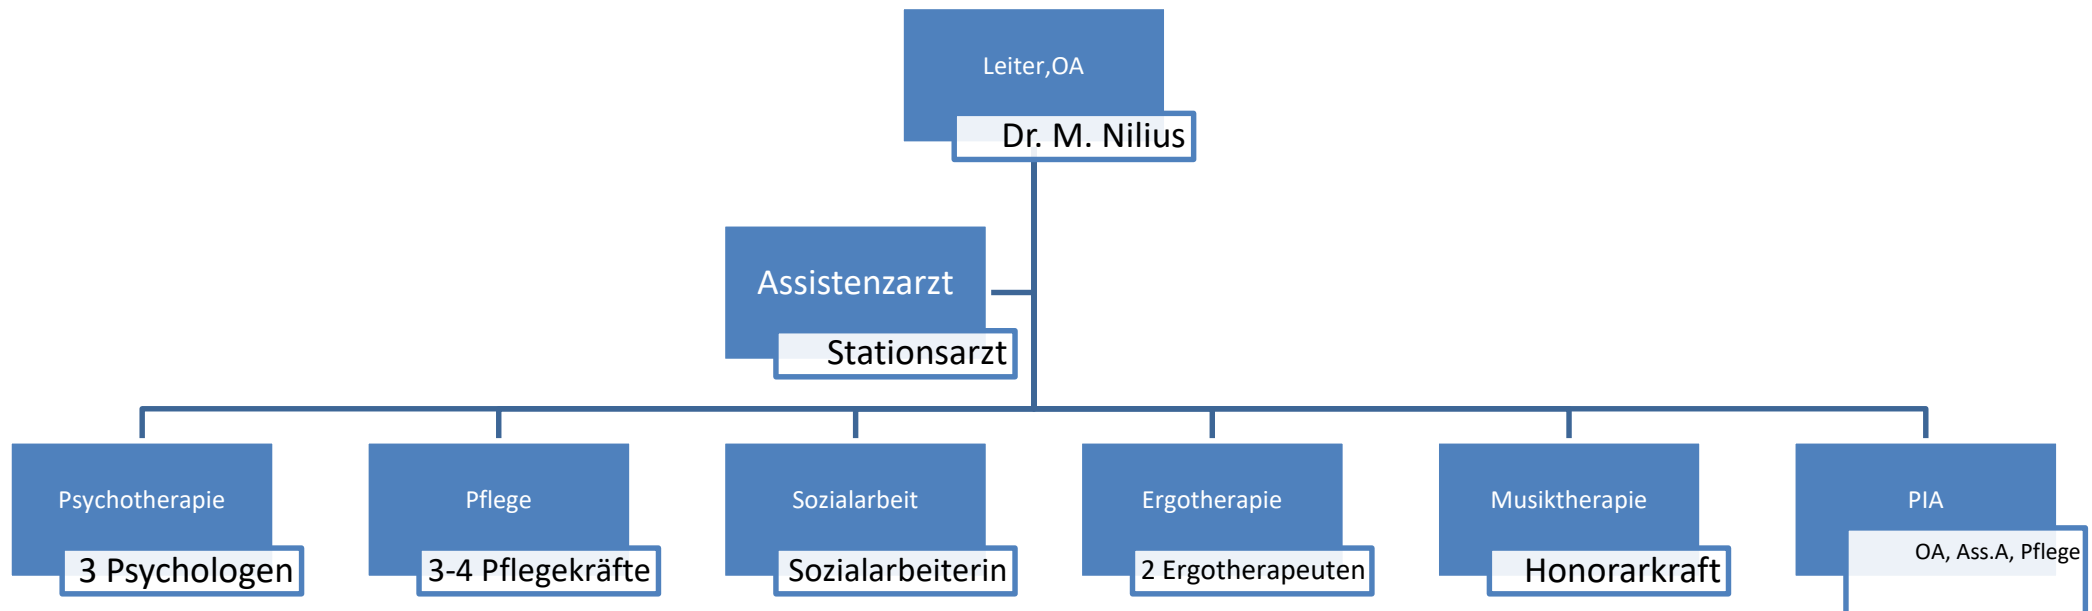 Leiter,OA
Dr. M. Nilius
Assistenzarzt
Stationsarzt
Psychotherapie
3 Psychologen
Pflege
3-4 Pflegekräfte
Sozialarbeit
Sozialarbeiterin
Ergotherapie
2 Ergotherapeuten
Musiktherapie
Honorarkraft
PIA
OA, Ass.A, Pflege